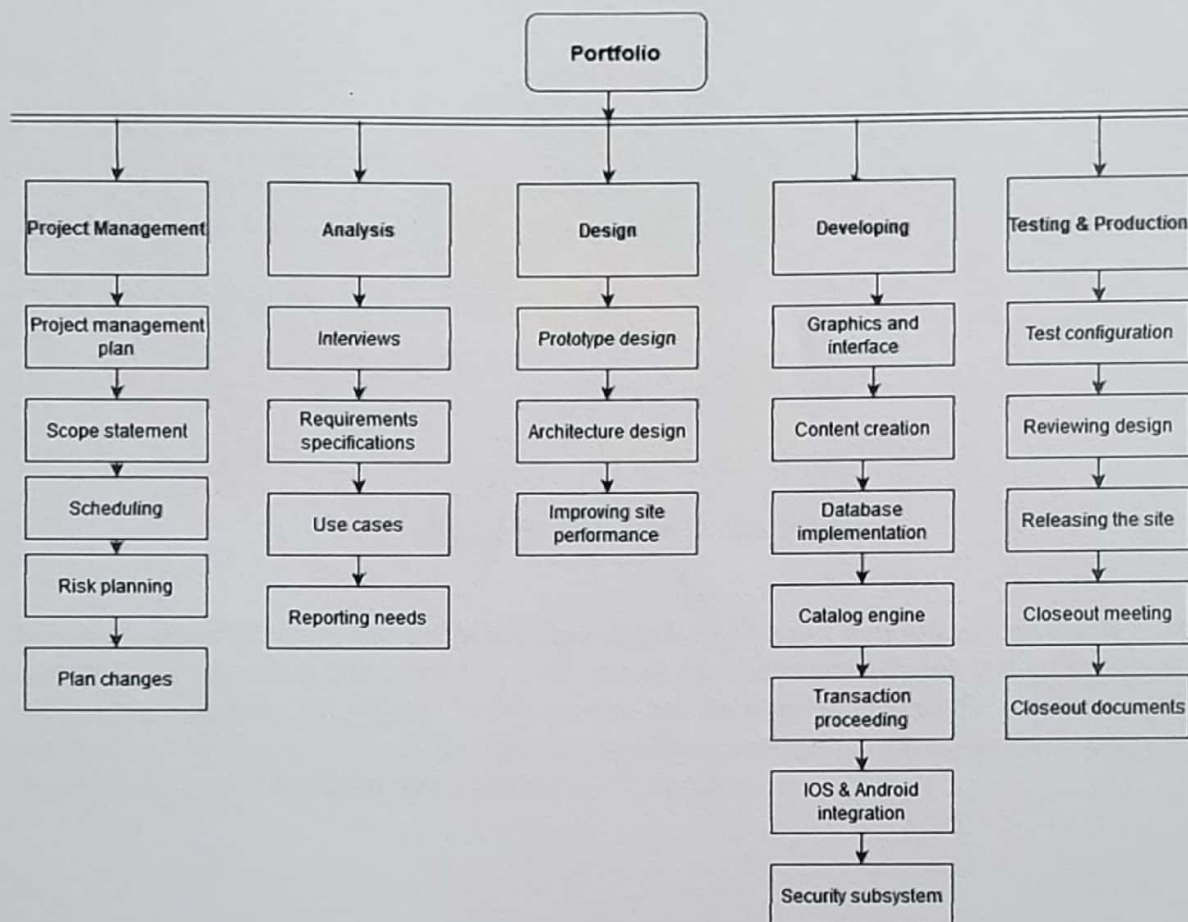 Portfolio
Project Management
Project management
plan
Scope statement
Scheduling
Risk planning
Plan changes
Analysis
Interviews
Requirements
specifications
Use cases
Reporting needs
Design
Prototype design
Architecture design
Improving site
performance
Developing
Graphics and
interface
Content creation
Database
implementation
Catalog engine
Transaction
proceeding
IOS & Android
integration
Security subsystem
Testing & Production
Test configuration
Reviewing design
Releasing the site
Closeout meeting
Closeout documents